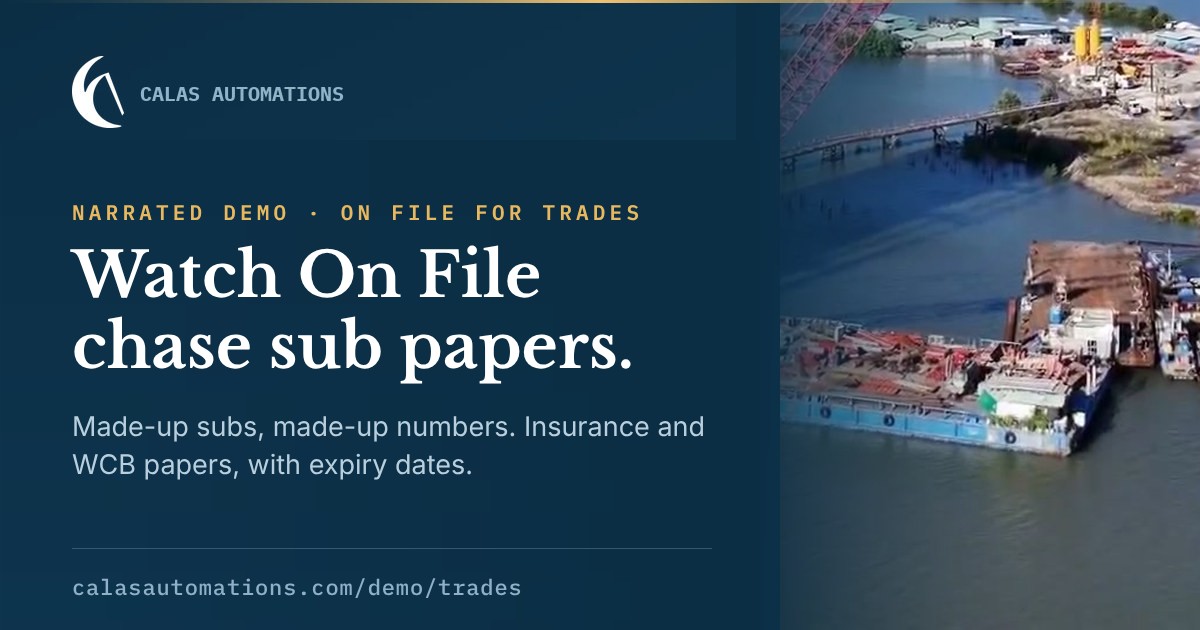 CALAS AUTOMATIONS
NARRATED DEMO · ON FILE FOR TRADES
Watch On File
chase sub papers.
Made-up subs, made-up numbers. Insurance and
WCB papers, with expiry dates.
calasautomations.com/demo/trades